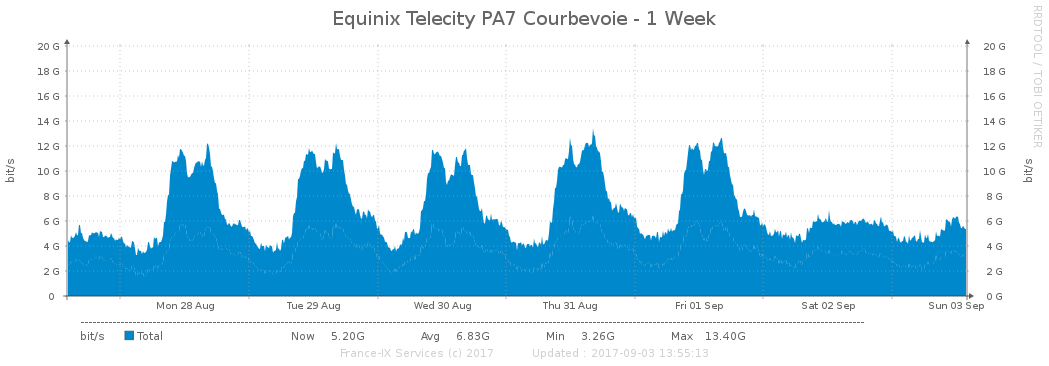 Equinix Telecity PA7 Courbevoie - 1 Week
RRDTOOL / TOBI OETIKER
bit/s
bit/s
20 G 20 G
18 G 18 G
16 G 16 G
14 G 14 G
12 G 12 G
10 G 10 G
8 G 8 G
6 G 6 G
4 G 4 G
2 G 2 G
0 0 G
Mon 28 Aug Tue 29 Aug Wed 30 Aug Thu 31 Aug Fri 01 Sep Sat 02 Sep Sun 03 Sep
bit/s Total Now 5.20G Avg 6.83G Min 3.26G Max 13.40G
France-IX Services (c) 2017 Updated : 2017-09-03 13:55:13